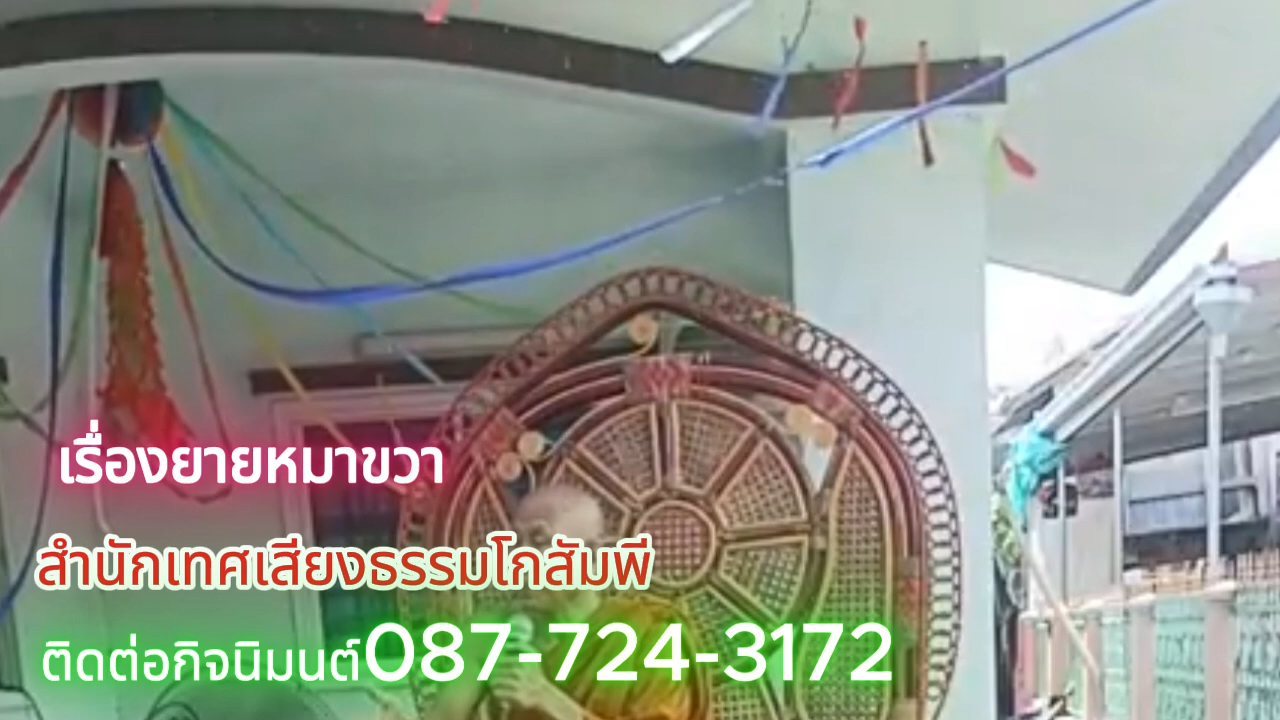 เรื่องยายหมาขวา
สำนักเทศเสียงธรรมโกสัมพี
ติดต่อกิจนิมนต์087-724-3172